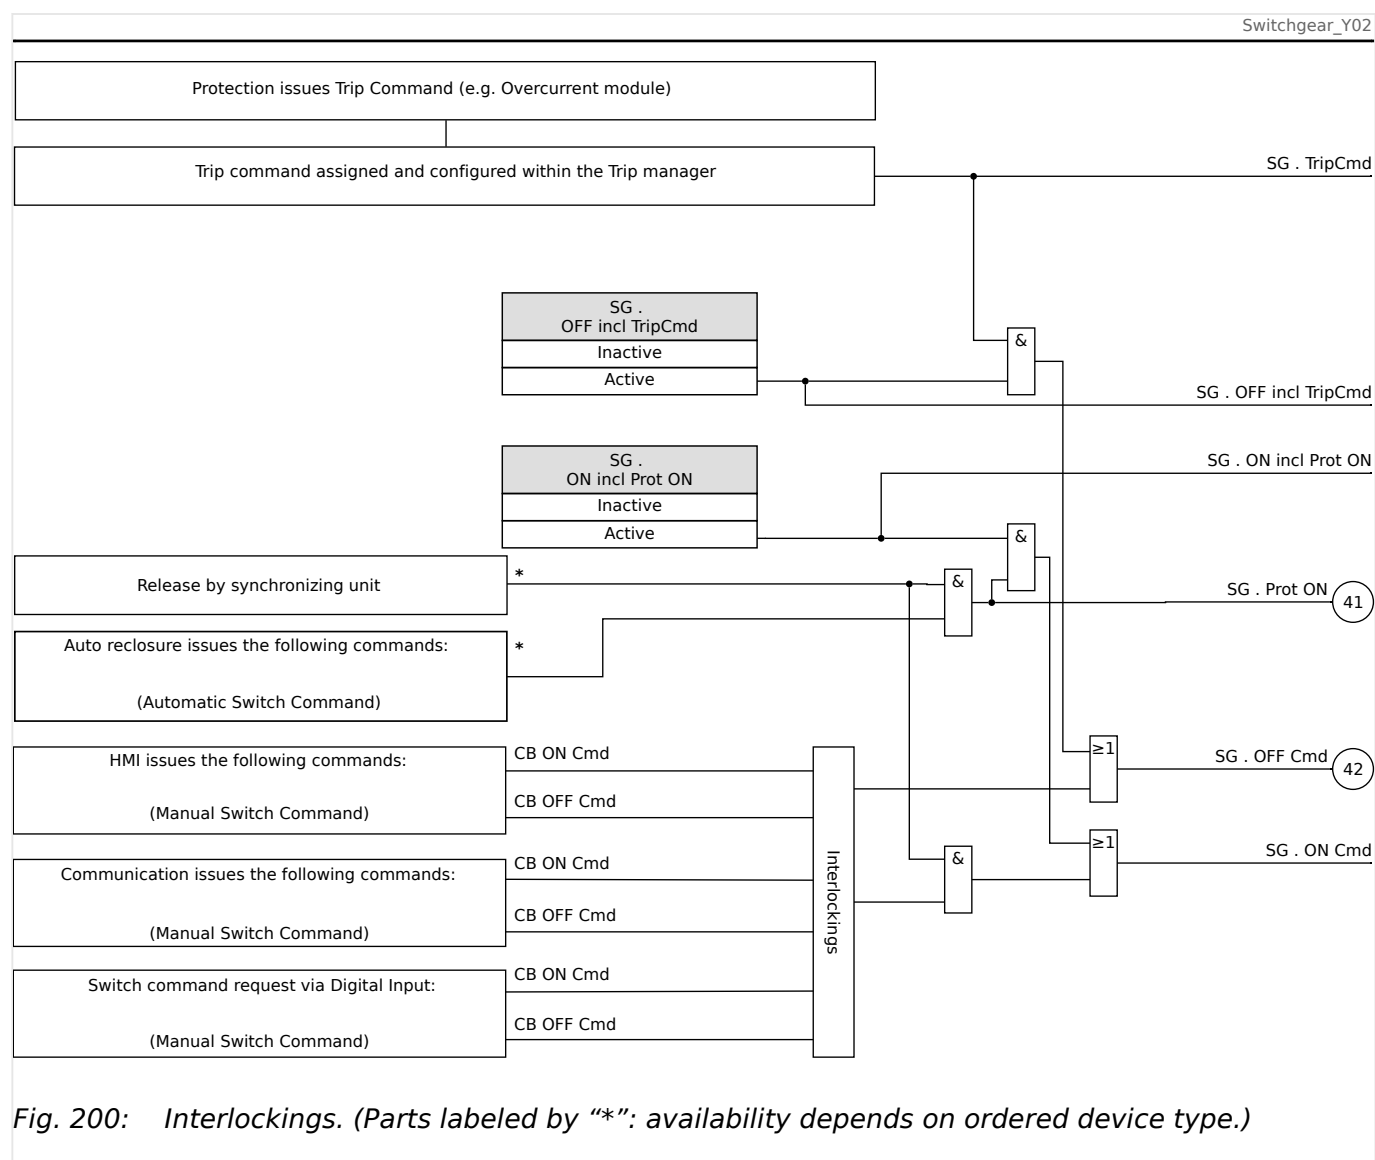 Switchgear_Y02
Protection issues Trip Command (e.g. Overcurrent module)
Trip command assigned and configured within the Trip manager
SG . TripCmd
SG .
OFF incl TripCmd
Inactive
Active
&
SG . OFF incl TripCmd
SG .
ON incl Prot ON
Inactive
Active
SG . ON incl Prot ON
&
Release by synchronizing unit
*
&
SG . Prot ON
41
Auto reclosure issues the following commands:
*
(Automatic Switch Command)
HMI issues the following commands:
(Manual Switch Command)
CB ON Cmd
CB OFF Cmd
≥1
SG . OFF Cmd
42
Communication issues the following commands:
(Manual Switch Command)
CB ON Cmd
CB OFF Cmd
Interlockings
&
≥1
SG . ON Cmd
Switch command request via Digital Input:
(Manual Switch Command)
CB ON Cmd
CB OFF Cmd
Fig. 200: Interlockings. (Parts labeled by “*”: availability depends on ordered device type.)